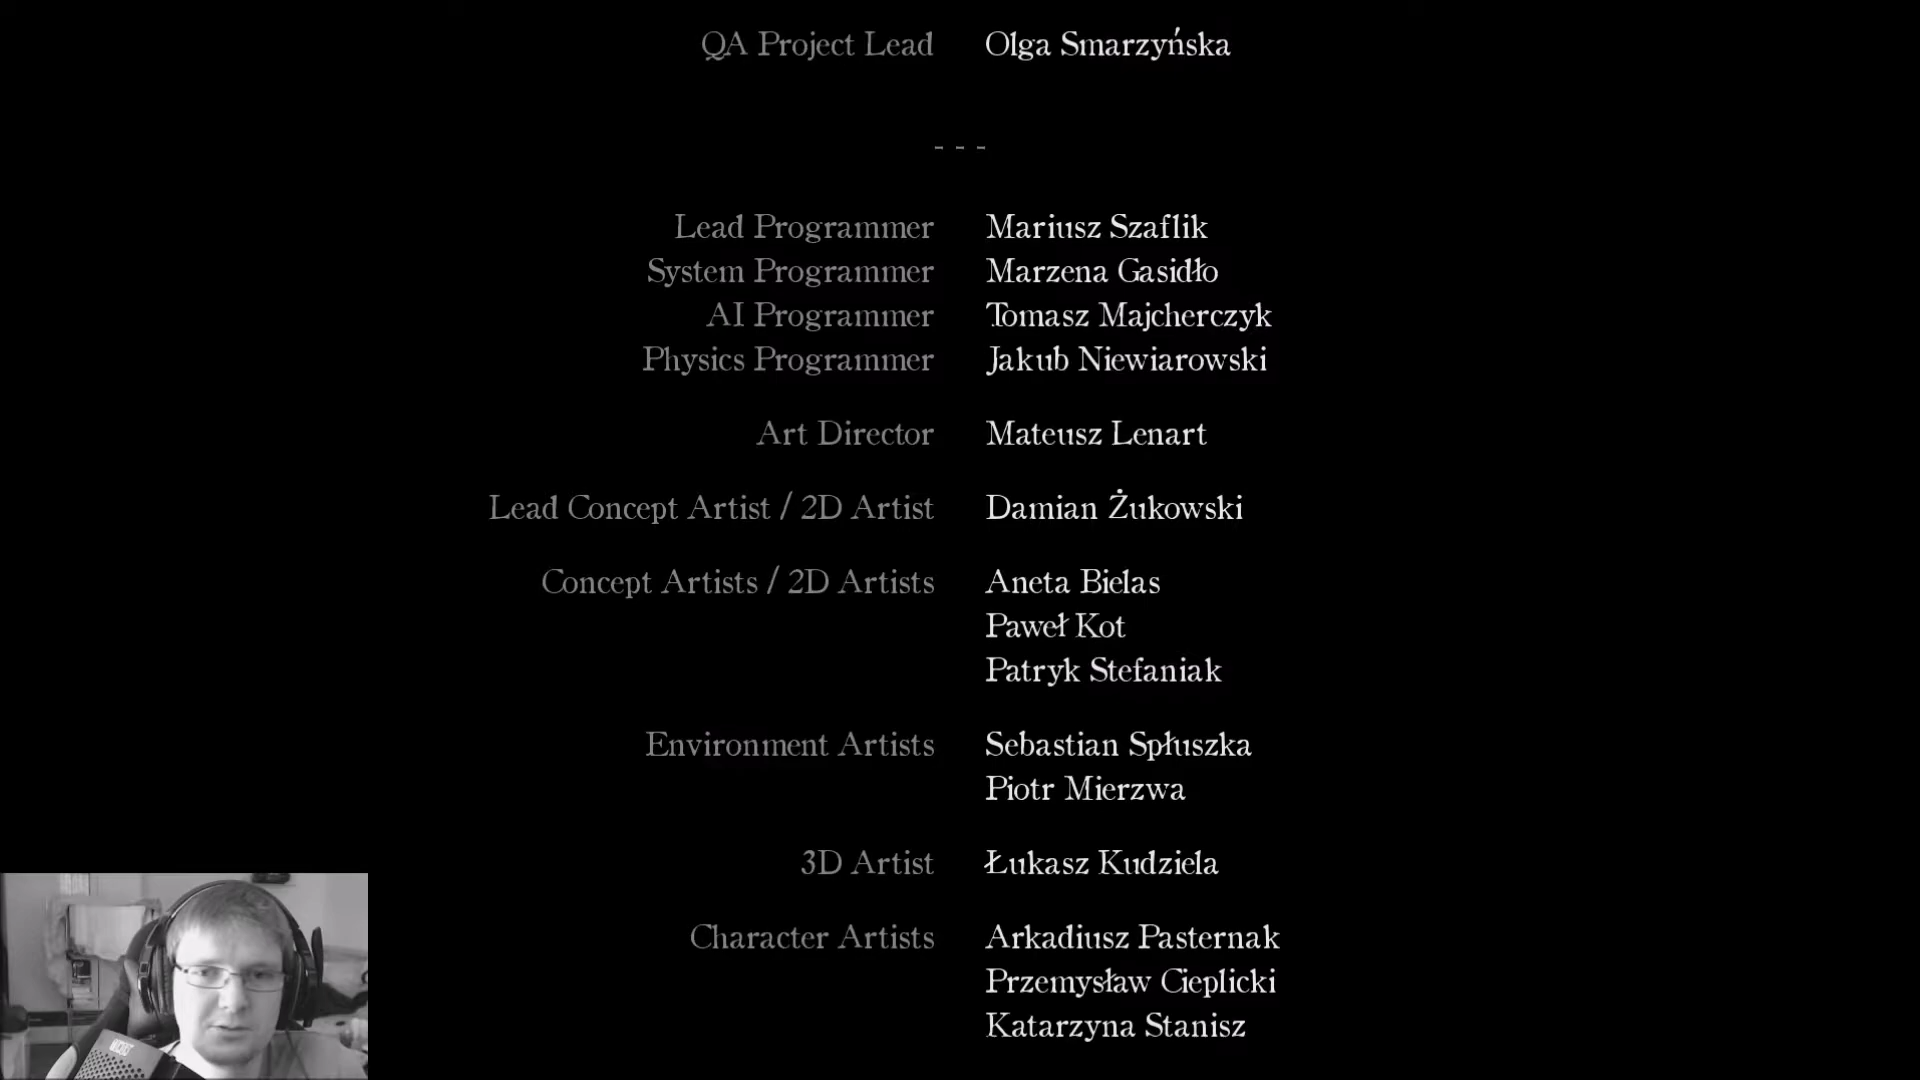 QA Project Lead Olga Smarzyńska
- - -
Lead Programmer Mariusz Szaflik
System Programmer Marzena Gasidło
AI Programmer Tomasz Majcherczyk
Physics Programmer Jakub Niewiarowski
Art Director Mateusz Lenart
Lead Concept Artist / 2D Artist Damian Żukowski
Concept Artists / 2D Artists Aneta Bielas
Paweł Kot
Patryk Stefaniak
Environment Artists Sebastian Spłuszka
Piotr Mierzwa
3D Artist Łukasz Kudziela
Character Artists Arkadiusz Pasternak
Przemysław Cieplicki
Katarzyna Stanisz